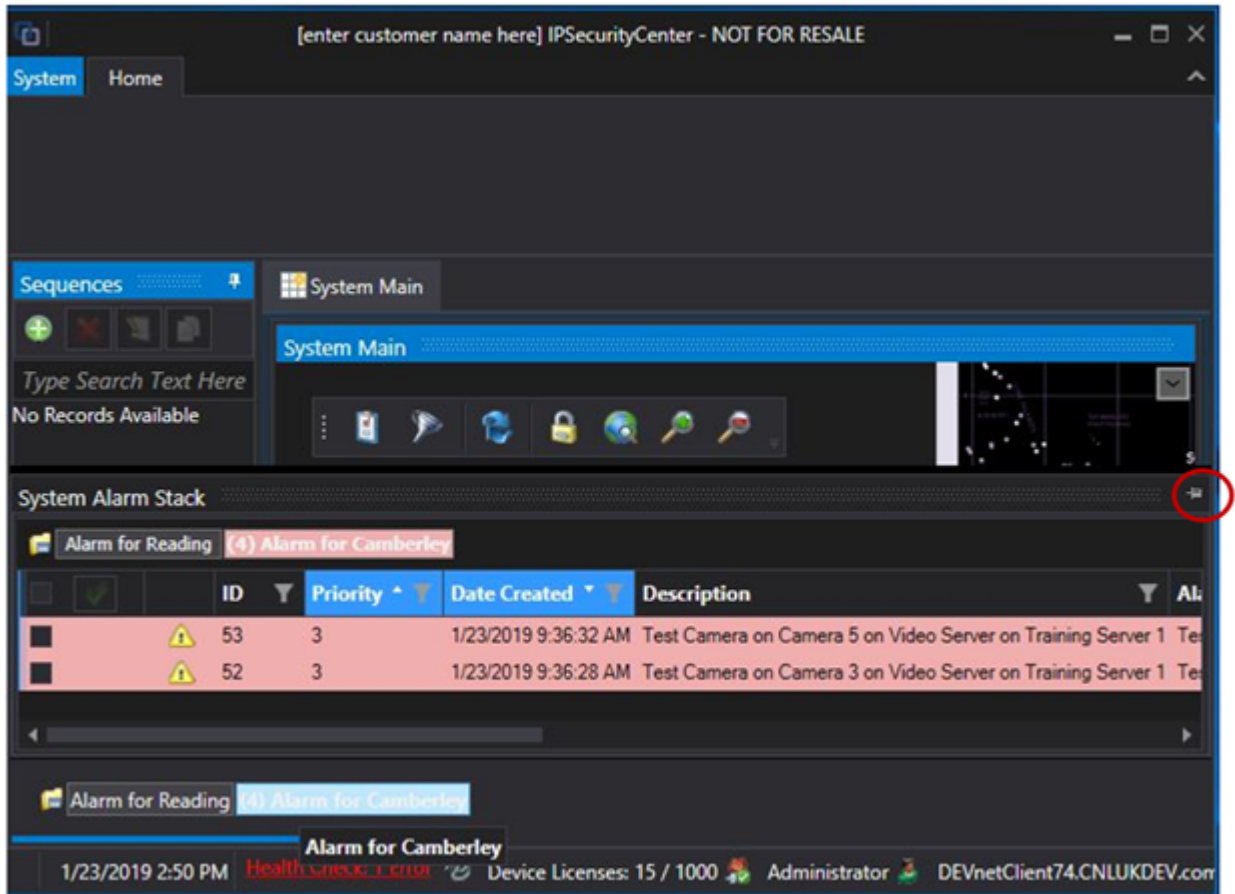 [enter customer name here] IPSecurityCenter - NOT FOR RESALE
System Home
Sequences
System Main
System Main
Type Search Text Here
No Records Available
System Alarm Stack
Alarm for Reading (4) Alarm for Camberley
ID Priority Date Created Description
53 3 1/23/2019 9:36:32 AM Test Camera on Camera 5 on Video Server on Training Server 1
52 3 1/23/2019 9:36:28 AM Test Camera on Camera 3 on Video Server on Training Server 1
Alarm for Reading (4) Alarm for Camberley
Alarm for Camberley
1/23/2019 2:50 PM Health Check: 1 Error Device Licenses: 15 / 1000 Administrator DEVnetClient74.CNLUKDEV.com